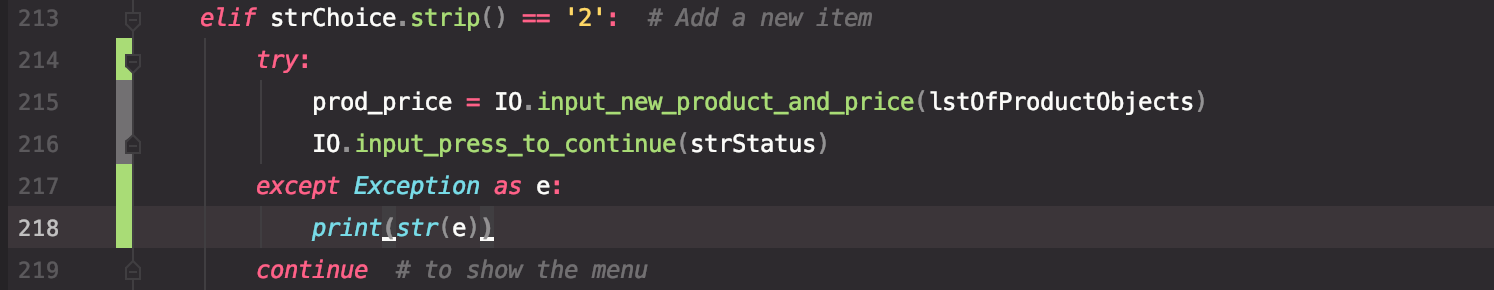 213 elif strChoice.strip() == '2':  # Add a new item
214 try:
215 prod_price = IO.input_new_product_and_price(lstOfProductObjects)
216 IO.input_press_to_continue(strStatus)
217 except Exception as e:
218 print(str(e))
219 continue  # to show the menu